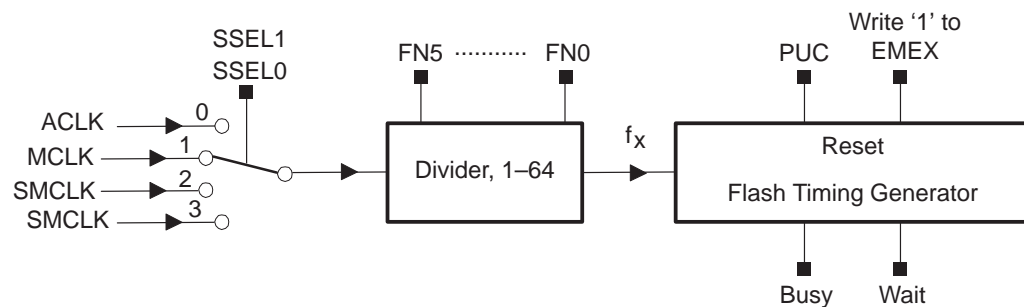 SSEL1
SSEL0
FN5 ........... FN0
PUC
Write ‘1’ to
EMEX
ACLK
0
MCLK
1
SMCLK
2
SMCLK
3
Divider, 1–64
fx
Reset
Flash Timing Generator
Busy
Wait